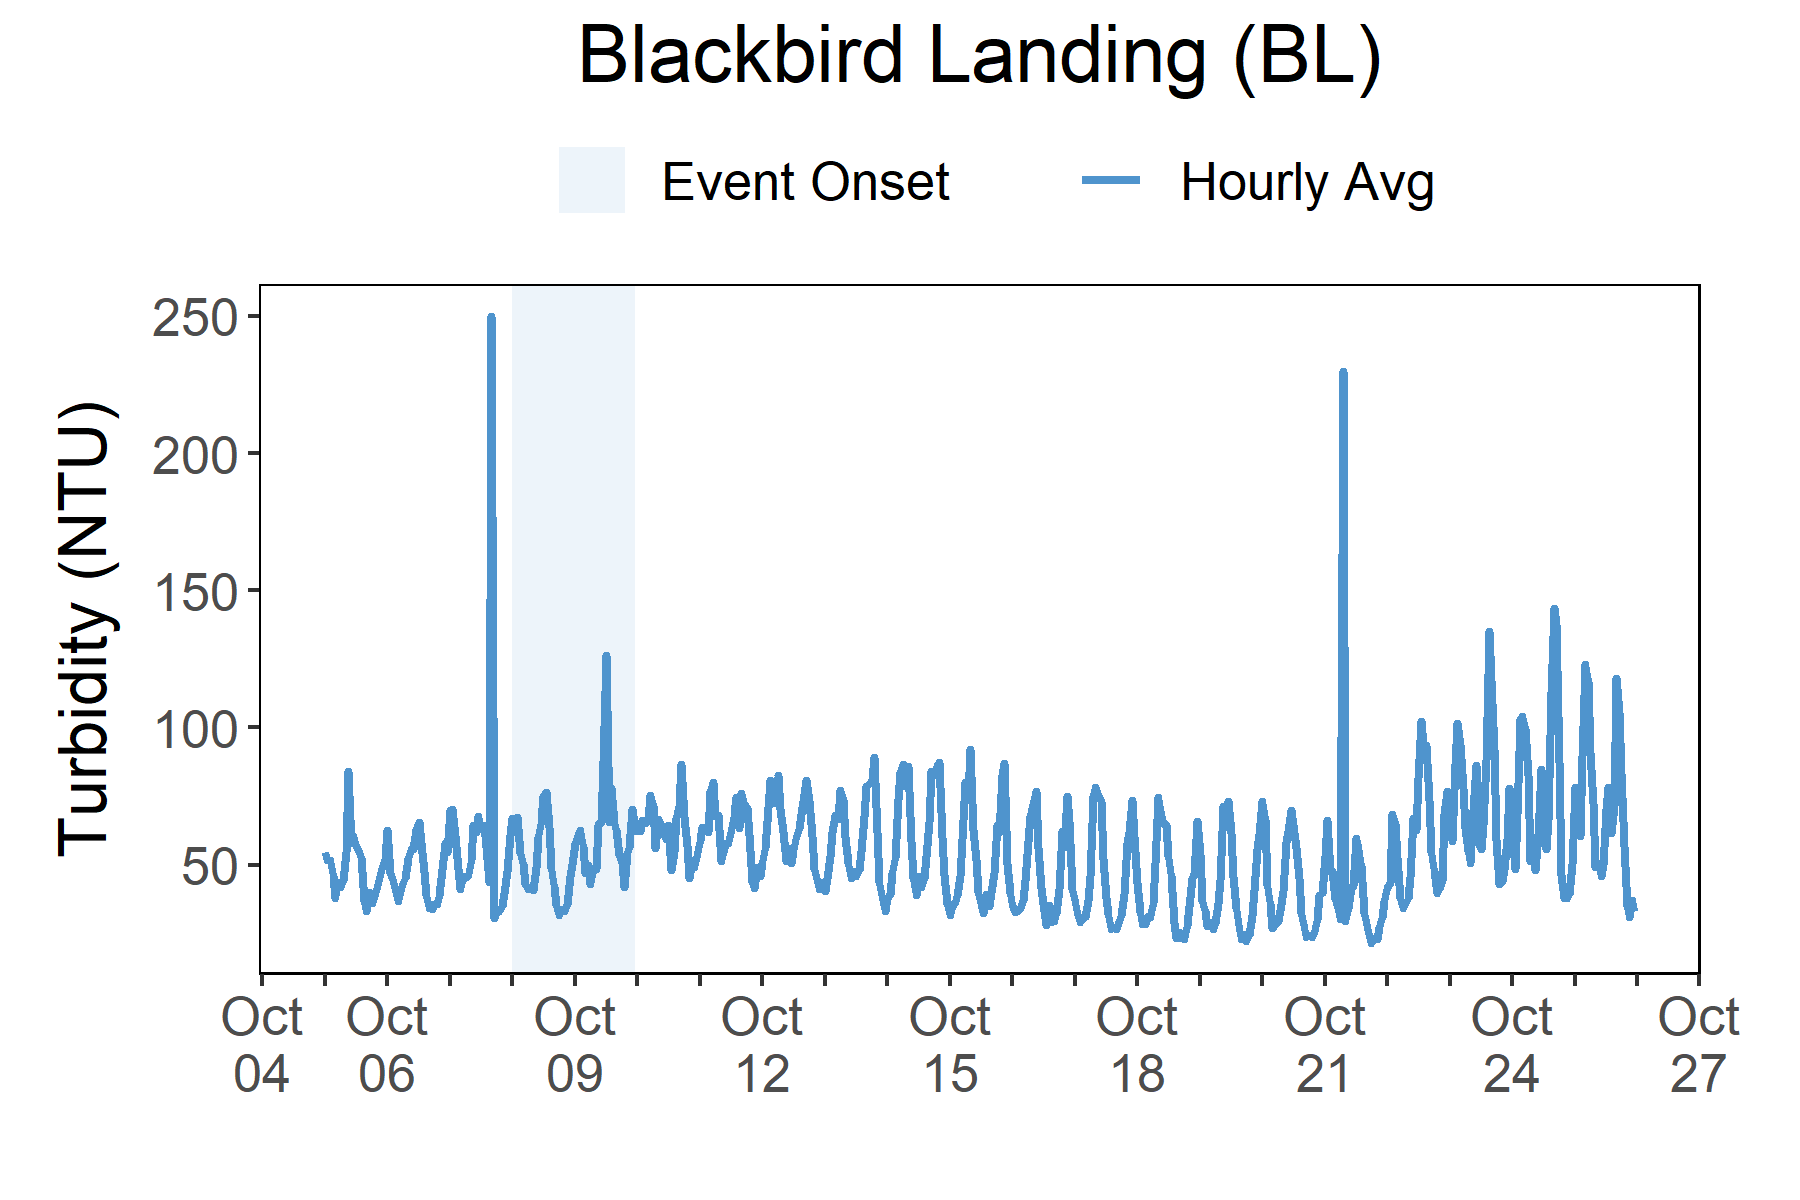 Blackbird Landing (BL)
Event Onset Hourly Avg
Turbidity (NTU)
250
200
150
100
50
Oct Oct Oct Oct Oct Oct Oct Oct Oct
04 06 09 12 15 18 21 24 27